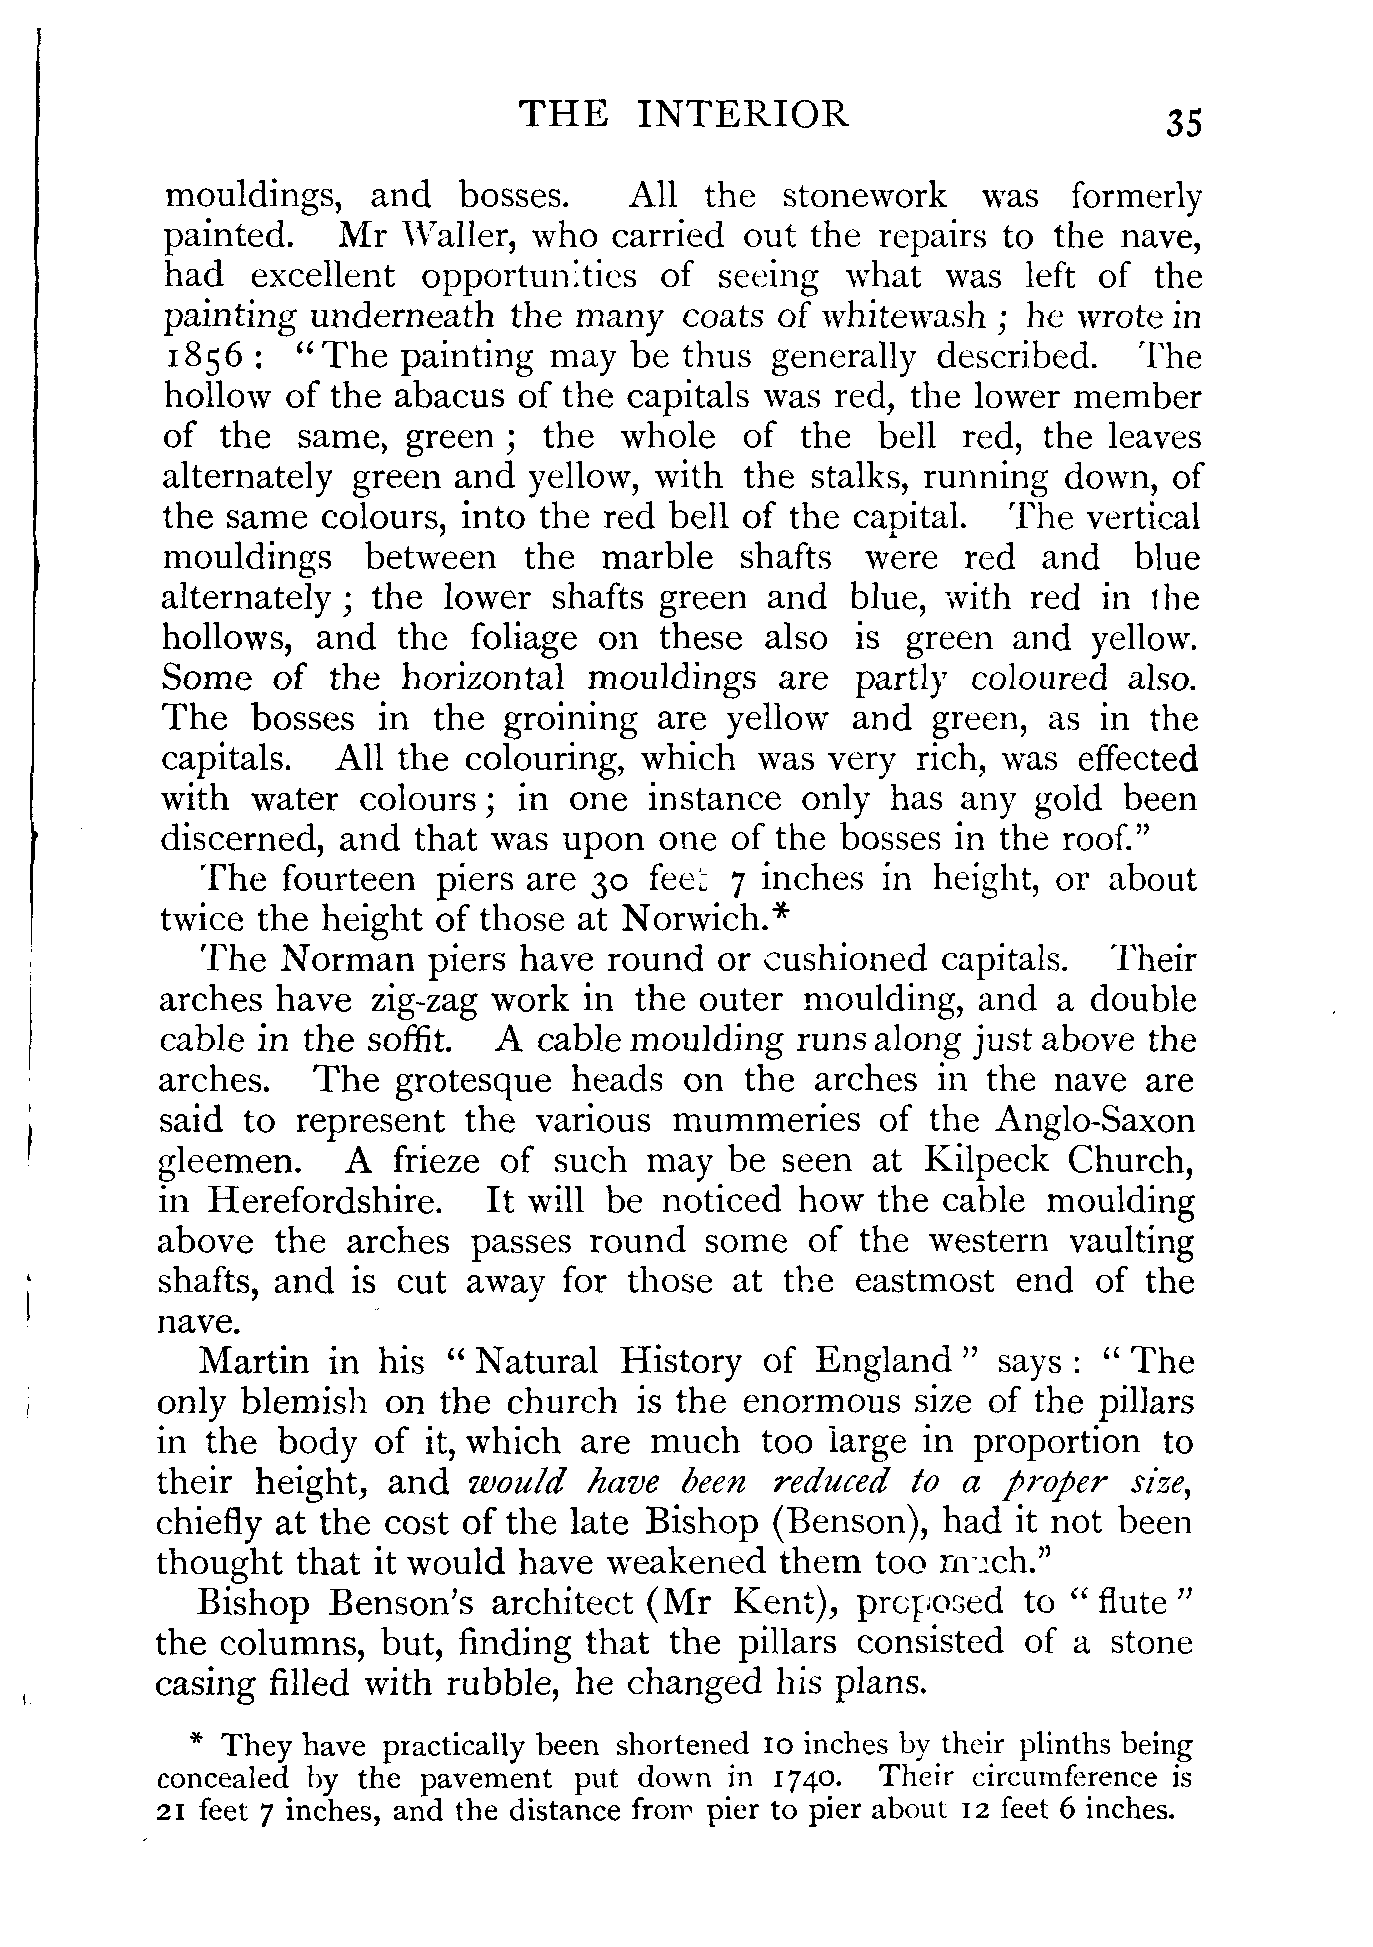 THE INTERIOR 35
mouldings, and bosses. All the stonework was formerly
painted. Mr Waller, who carried out the repairs to the nave,
had excellent opportunities of seeing what was left of the
painting underneath the many coats of whitewash ; he wrote in
1856 : “ The painting may be thus generally described. The
hollow of the abacus of the capitals was red, the lower member
of the same, green ; the whole of the bell red, the leaves
alternately green and yellow, with the stalks, running down, of
the same colours, into the red bell of the capital. The vertical
mouldings between the marble shafts were red and blue
alternately ; the lower shafts green and blue, with red in the
hollows, and the foliage on these also is green and yellow.
Some of the horizontal mouldings are partly coloured also.
The bosses in the groining are yellow and green, as in the
capitals. All the colouring, which was very rich, was effected
with water colours ; in one instance only has any gold been
discerned, and that was upon one of the bosses in the roof.”
The fourteen piers are 30 feet 7 inches in height, or about
twice the height of those at Norwich.*
The Norman piers have round or cushioned capitals. Their
arches have zig-zag work in the outer moulding, and a double
cable in the soffit. A cable moulding runs along just above the
arches. The grotesque heads on the arches in the nave are
said to represent the various mummeries of the Anglo-Saxon
gleemen. A frieze of such may be seen at Kilpeck Church,
in Herefordshire. It will be noticed how the cable moulding
above the arches passes round some of the western vaulting
shafts, and is cut away for those at the eastmost end of the
nave.
Martin in his “ Natural History of England ” says : “ The
only blemish on the church is the enormous size of the pillars
in the body of it, which are much too large in proportion to
their height, and would have been reduced to a proper size,
chiefly at the cost of the late Bishop (Benson), had it not been
thought that it would have weakened them too much.”
Bishop Benson's architect (Mr Kent), proposed to “ flute ”
the columns, but, finding that the pillars consisted of a stone
casing filled with rubble, he changed his plans.
* They have practically been shortened 10 inches by their plinths being
concealed by the pavement put down in 1740. Their circumference is
21 feet 7 inches, and the distance from pier to pier about 12 feet 6 inches.